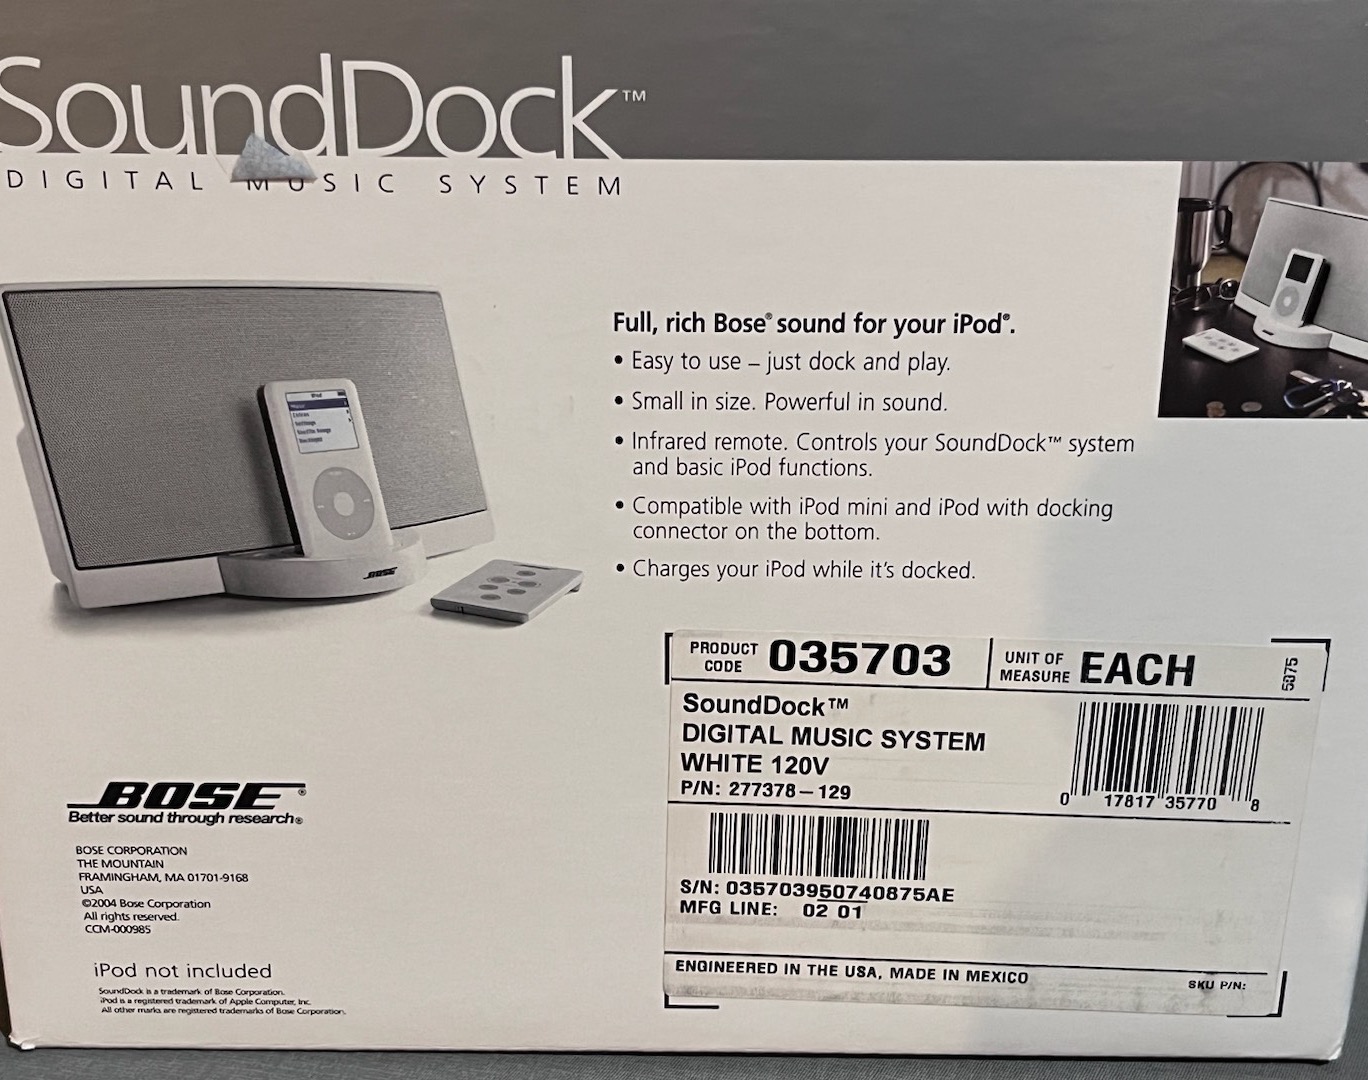 SoundDock™
DIGITAL MUSIC SYSTEM
Full, rich Bose® sound for your iPod®.
• Easy to use – just dock and play.
• Small in size. Powerful in sound.
• Infrared remote. Controls your SoundDock™ system
and basic iPod functions.
• Compatible with iPod mini and iPod with docking
connector on the bottom.
• Charges your iPod while it's docked.
iPod
BOSE
PRODUCT
CODE
035703
UNIT OF
MEASURE
EACH
5875
SoundDock™
DIGITAL MUSIC SYSTEM
WHITE 120V
P/N: 277378–129
0 17817 35770 8
S/N: 035703950740875AE
MFG LINE: 02 01
ENGINEERED IN THE USA, MADE IN MEXICO
SKU P/N:
BOSE®
Better sound through research®
BOSE CORPORATION
THE MOUNTAIN
FRAMINGHAM, MA 01701-9168
USA
©2004 Bose Corporation
All rights reserved.
CCM-000985
iPod not included
SoundDock is a trademark of Bose Corporation.
iPod is a registered trademark of Apple Computer, Inc.
All other marks are registered trademarks of Bose Corporation.